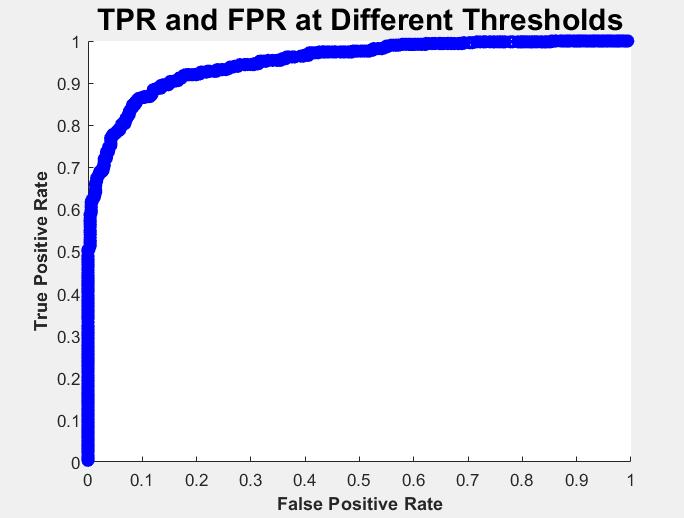 TPR and FPR at Different Thresholds
1
0.9
0.8
0.7
0.6
0.5
0.4
0.3
0.2
0.1
0
True Positive Rate
0 0.1 0.2 0.3 0.4 0.5 0.6 0.7 0.8 0.9 1
False Positive Rate